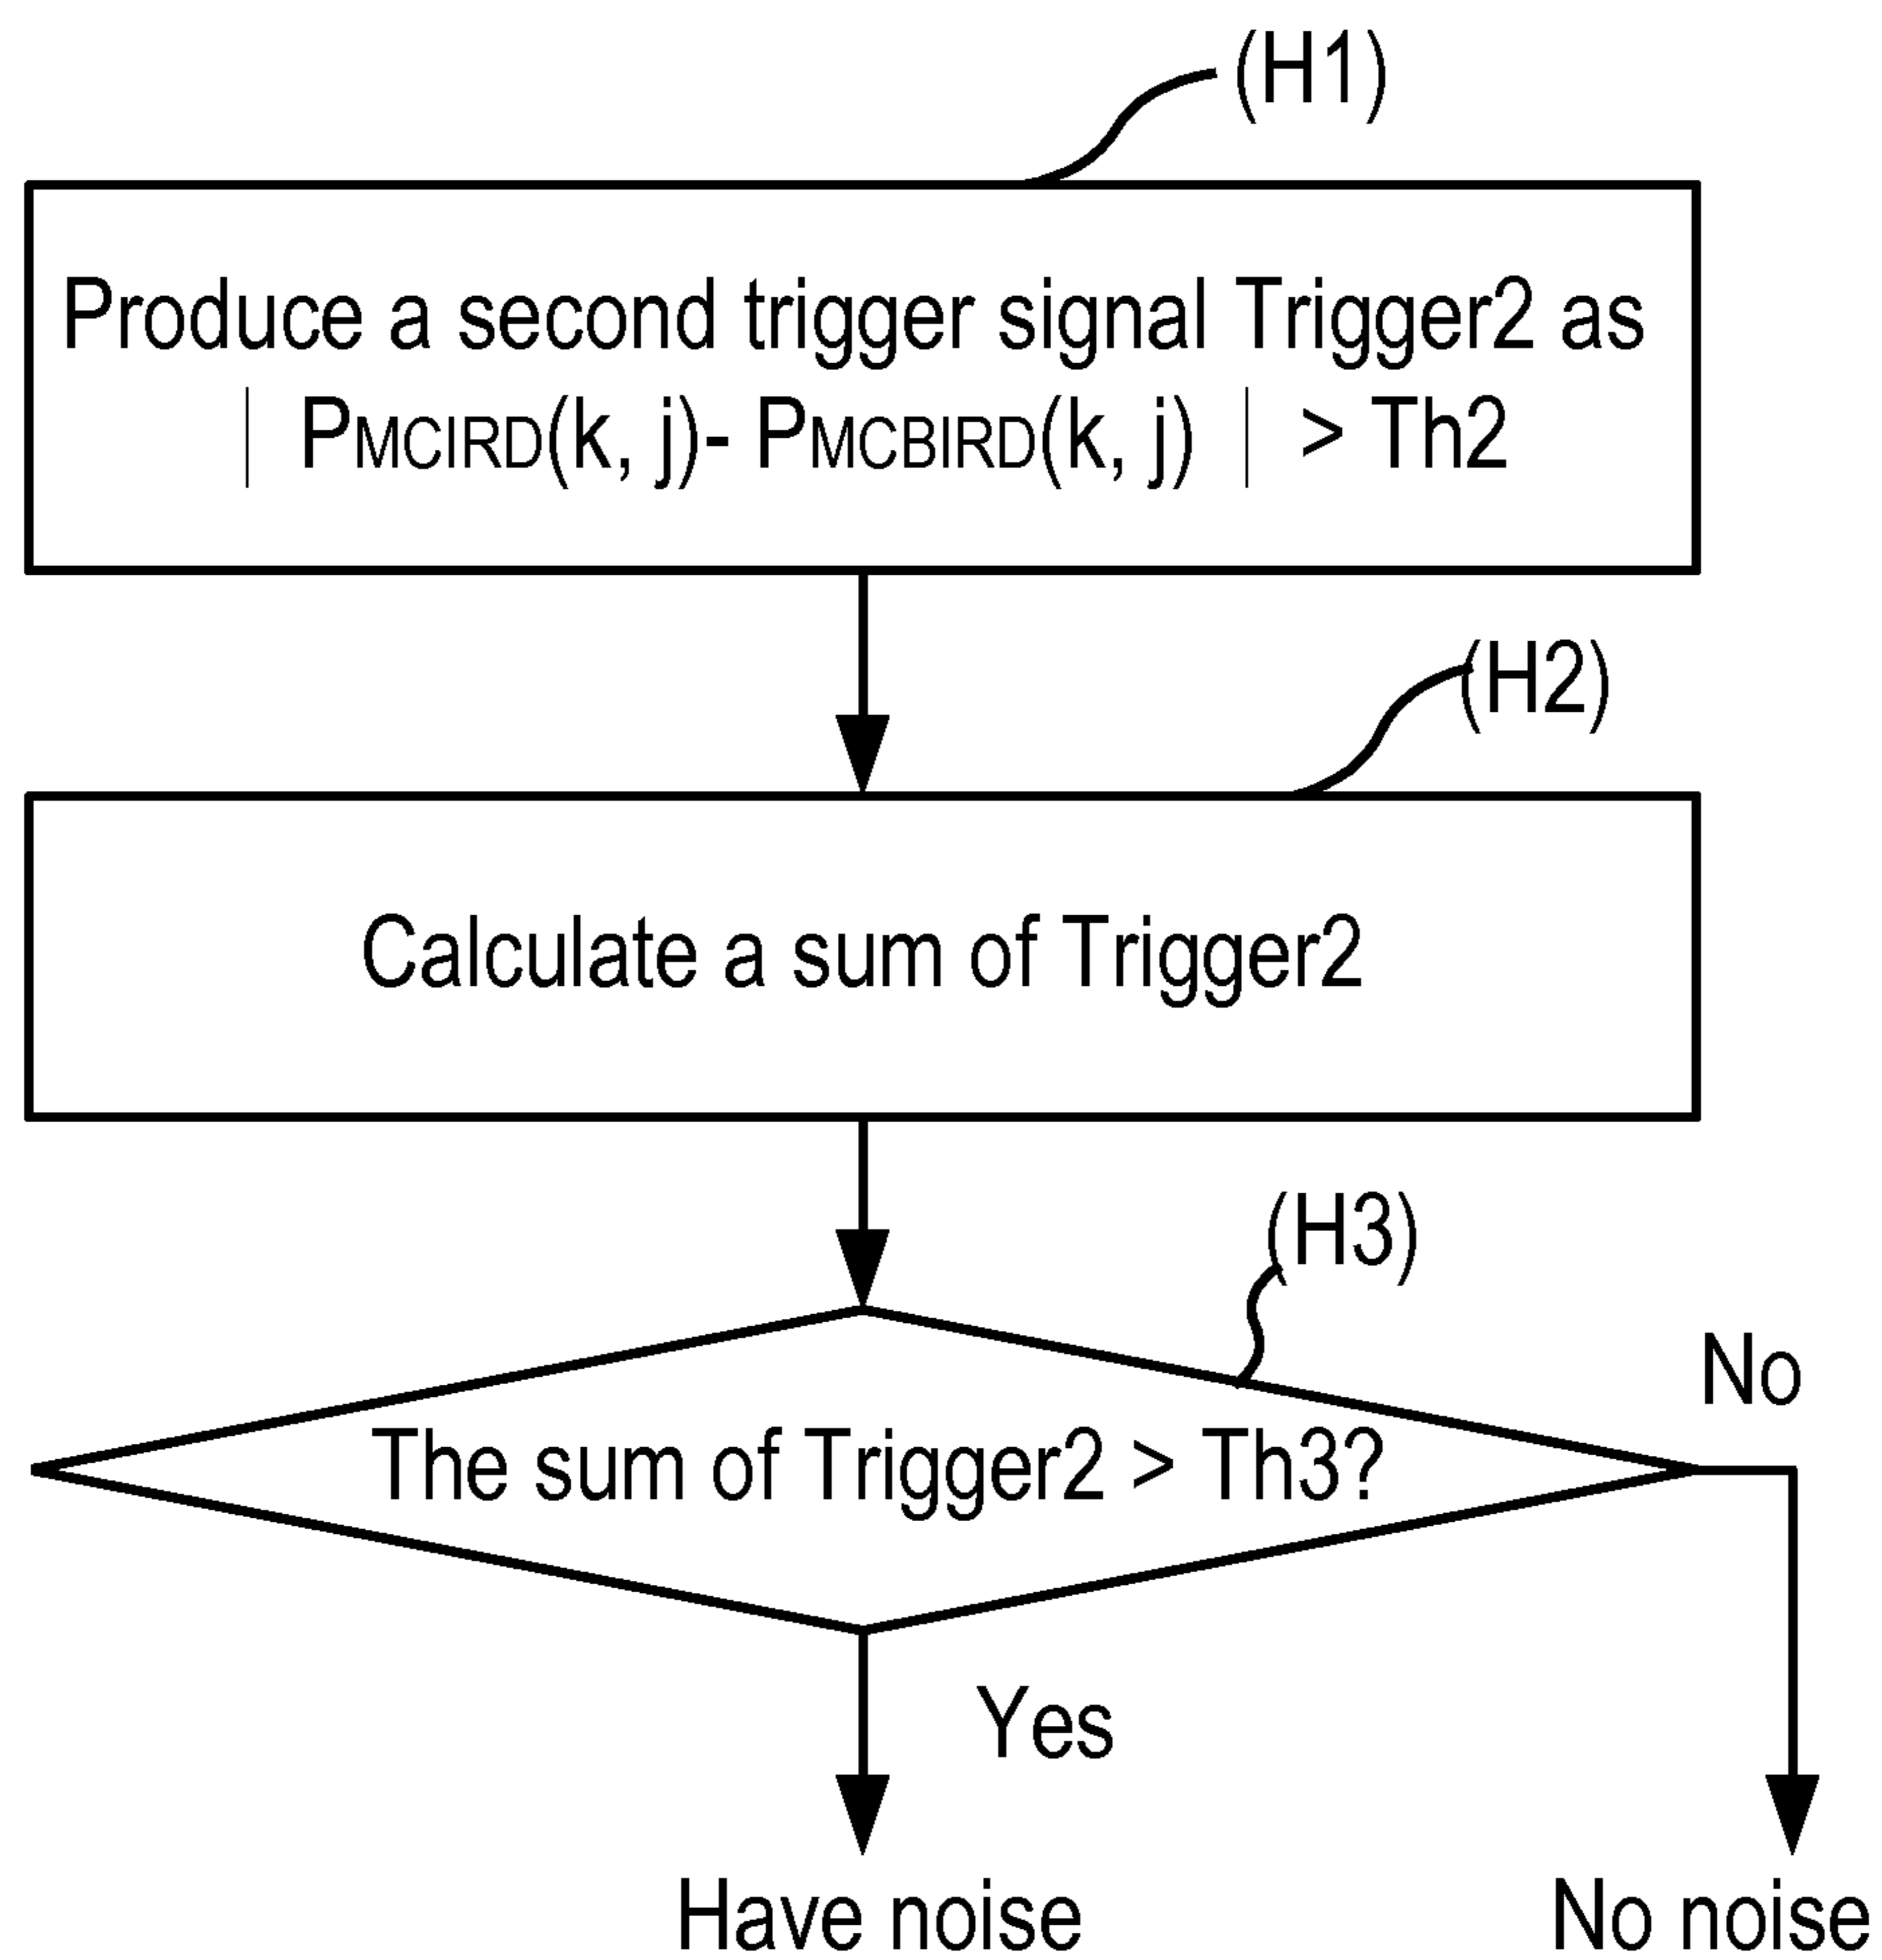 (H1)
Produce a second trigger signal Trigger2 as
| PMCIRD(k, j)- PMCBIRD(k, j) | > Th2
(H2)
Calculate a sum of Trigger2
(H3)
No
The sum of Trigger2 > Th3?
Yes
Have noise
No noise